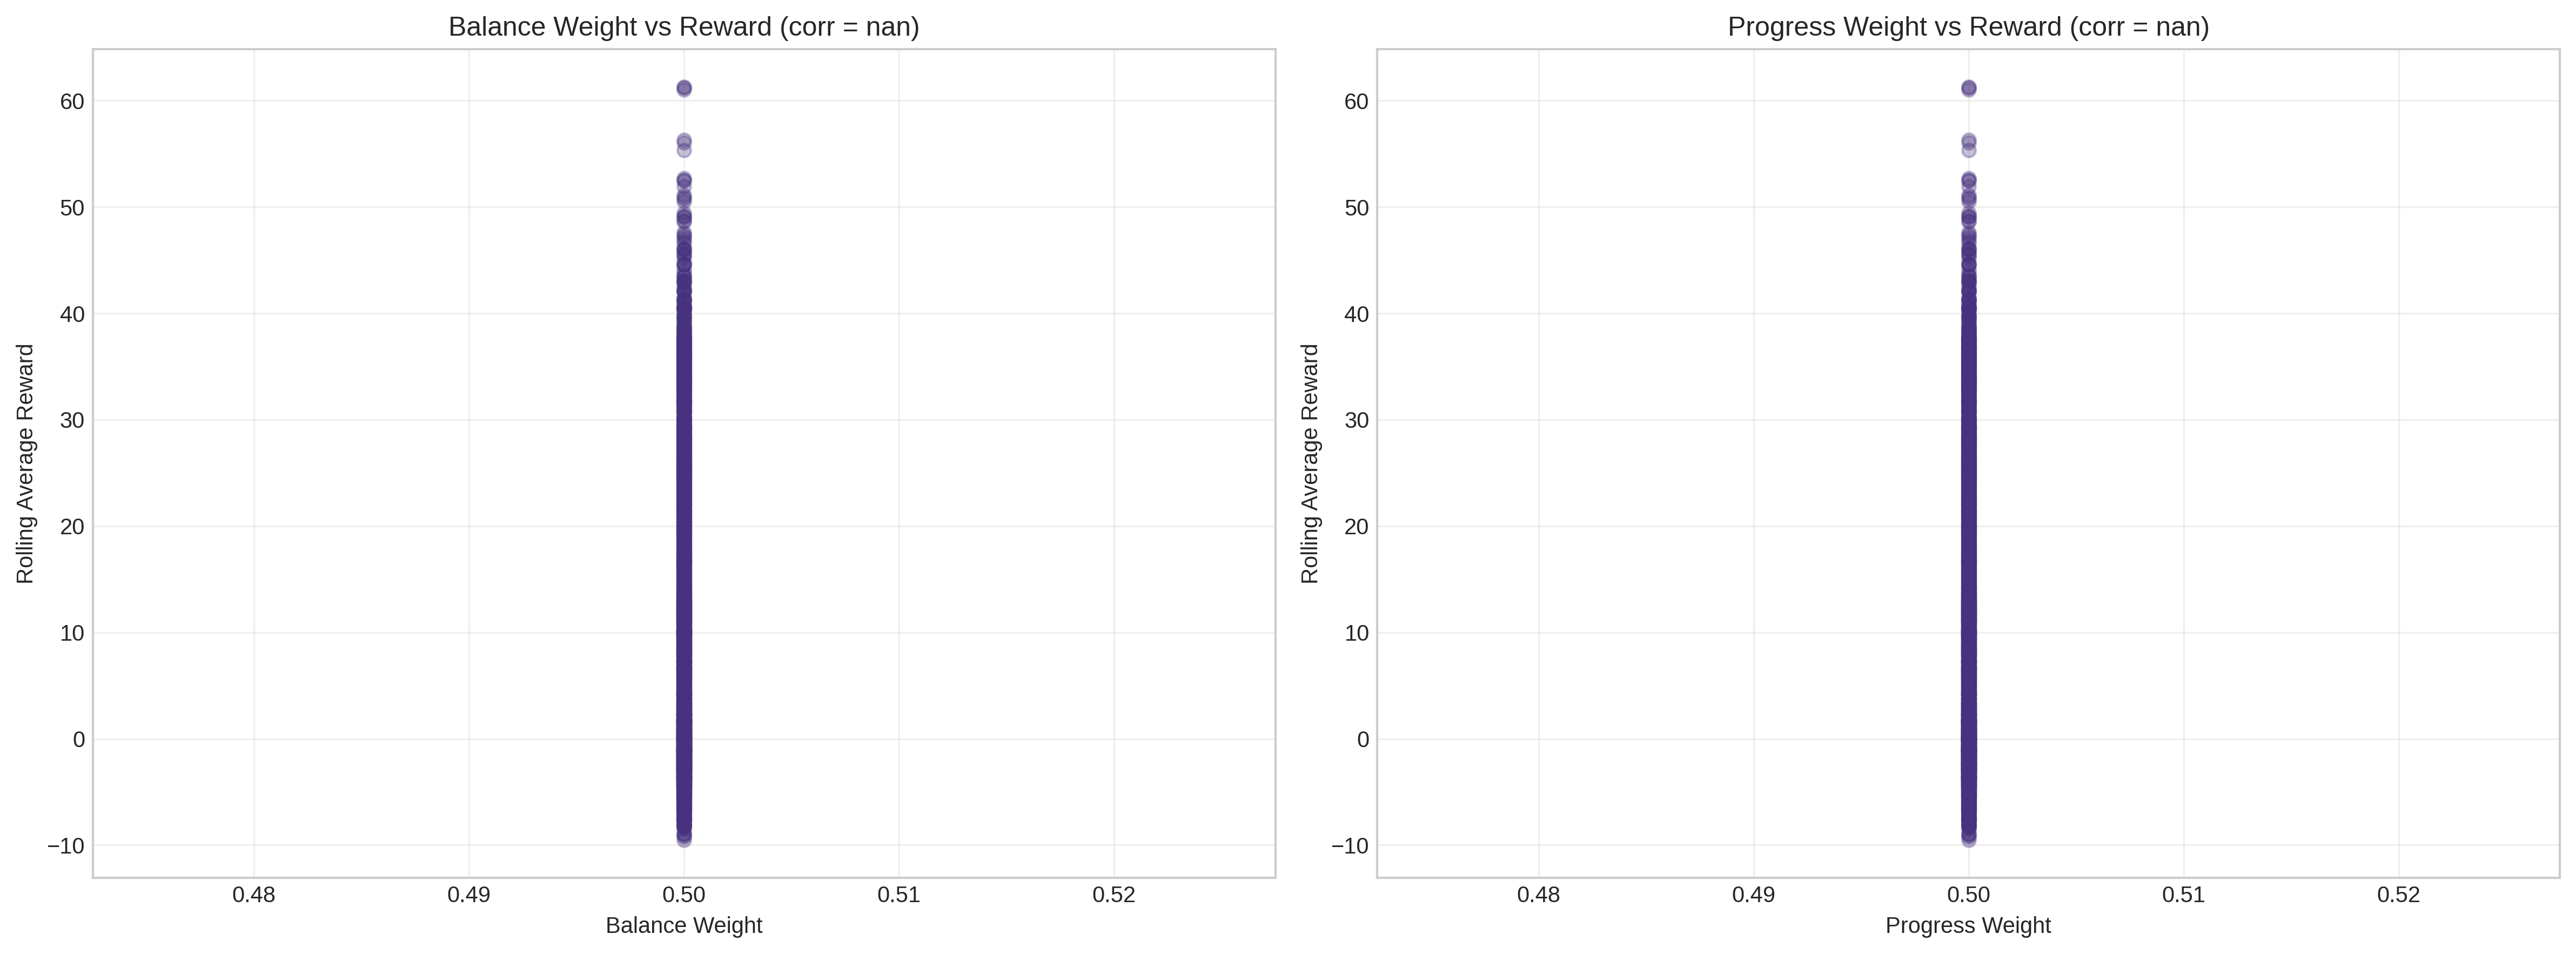 Balance Weight vs Reward (corr = nan)
60
50
40
30
20
10
0
−10
Rolling Average Reward
0.48 0.49 0.50 0.51 0.52
Balance Weight
Progress Weight vs Reward (corr = nan)
60
50
40
30
20
10
0
−10
Rolling Average Reward
0.48 0.49 0.50 0.51 0.52
Progress Weight